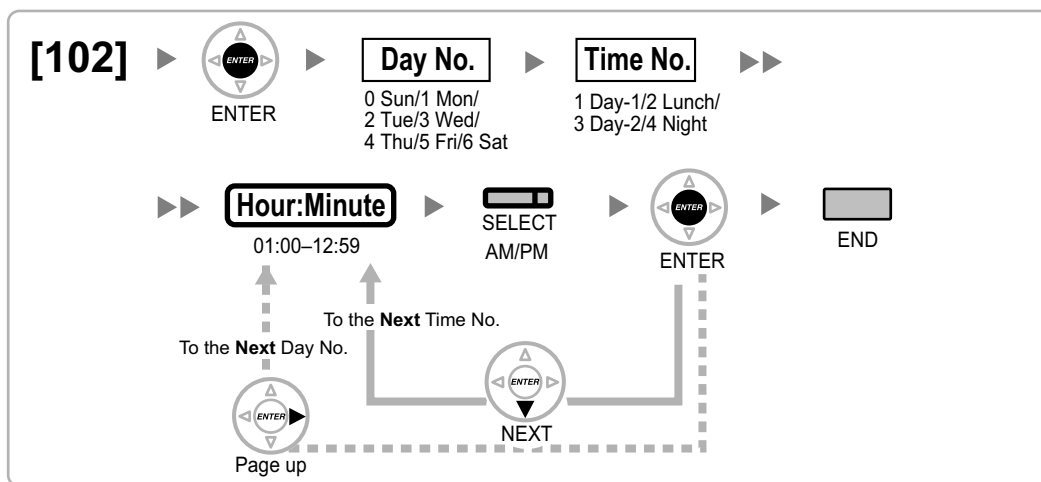 [102]
ENTER
ENTER
Day No.
0 Sun/1 Mon/
2 Tue/3 Wed/
4 Thu/5 Fri/6 Sat
Time No.
1 Day-1/2 Lunch/
3 Day-2/4 Night
Hour:Minute
01:00–12:59
SELECT
AM/PM
ENTER
ENTER
END
To the Next Time No.
To the Next Day No.
ENTER
NEXT
ENTER
Page up